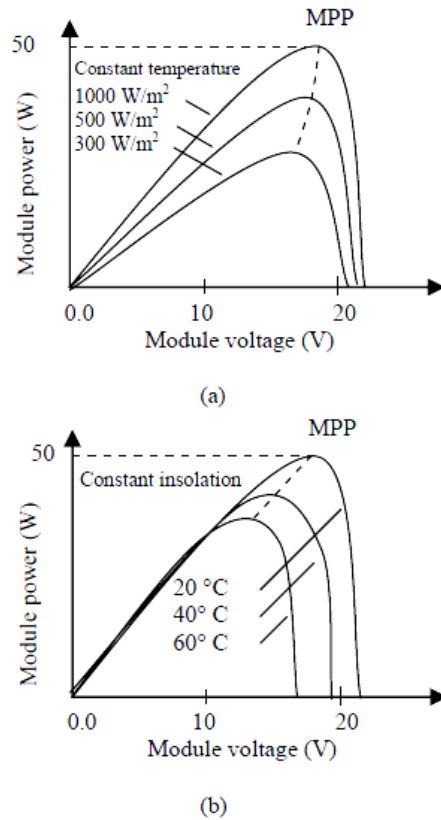 MPP
50
Constant temperature
1000 W/m²
500 W/m²
300 W/m²
Module power (W)
0.0 10 20
Module voltage (V)
(a)
MPP
50
Constant insolation
20 °C
40° C
60° C
Module power (W)
0.0 10 20
Module voltage (V)
(b)